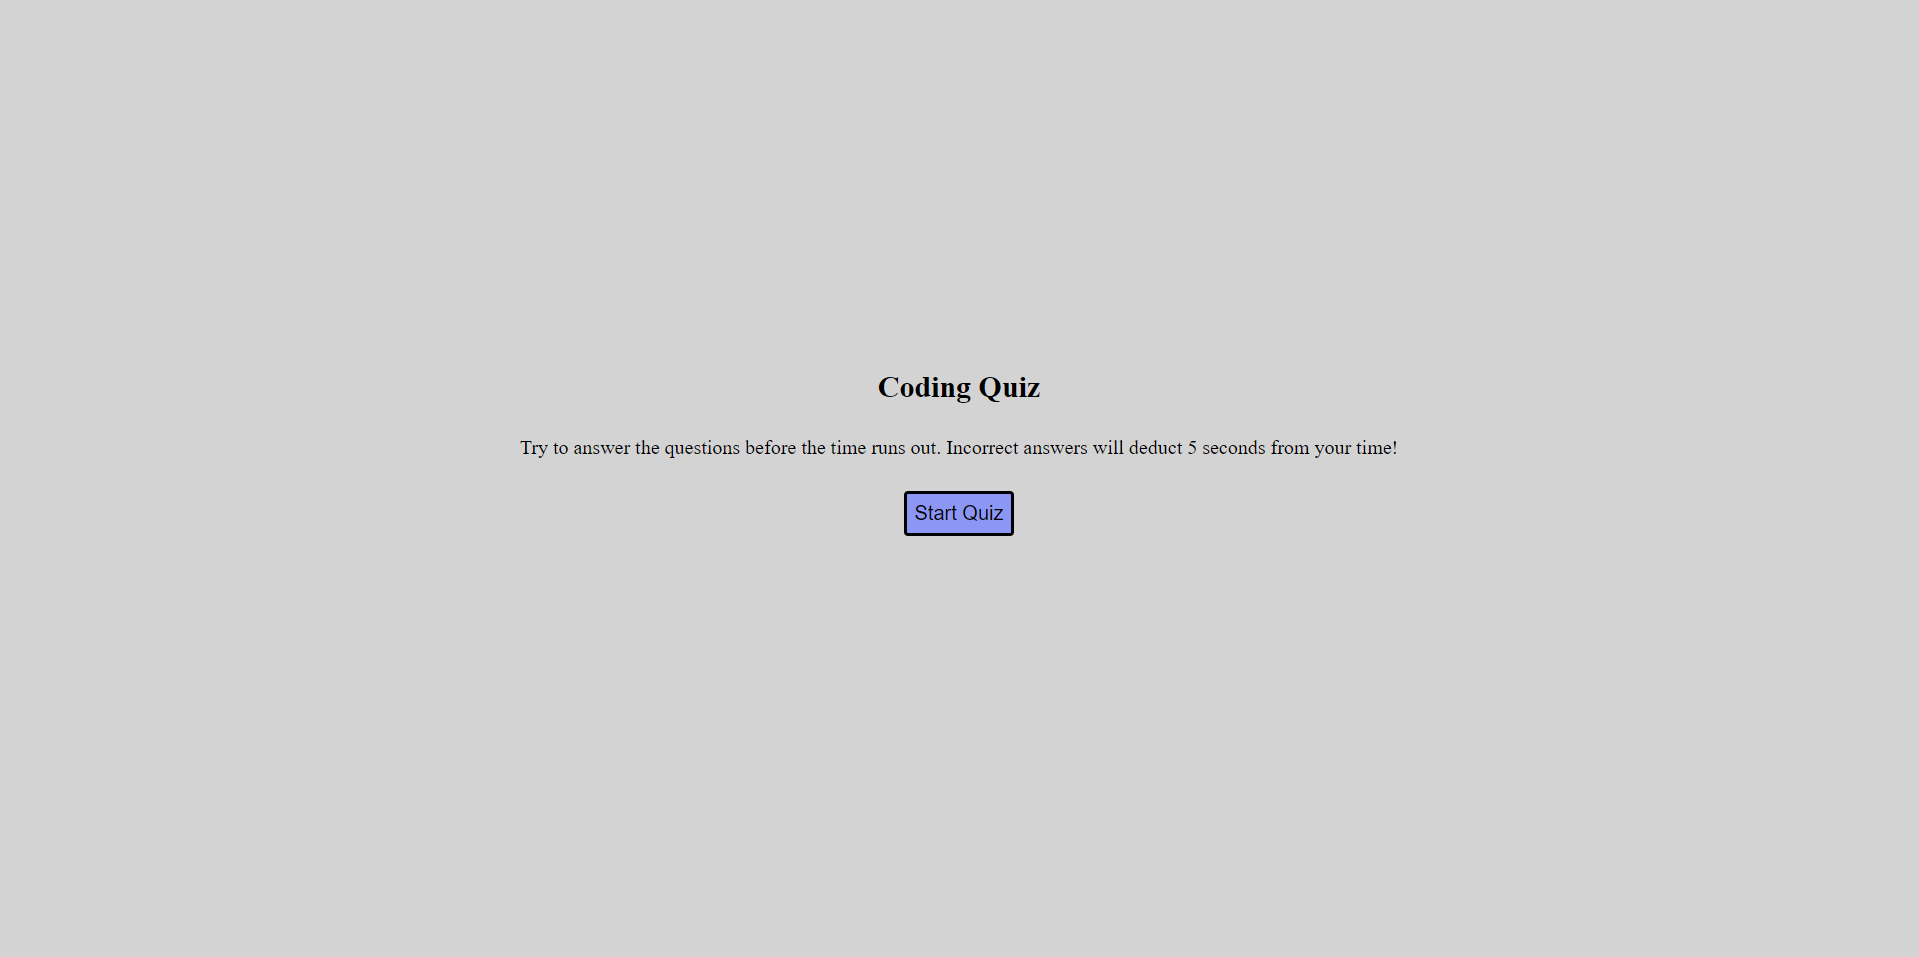 Coding Quiz
Try to answer the questions before the time runs out. Incorrect answers will deduct 5 seconds from your time!
Start Quiz